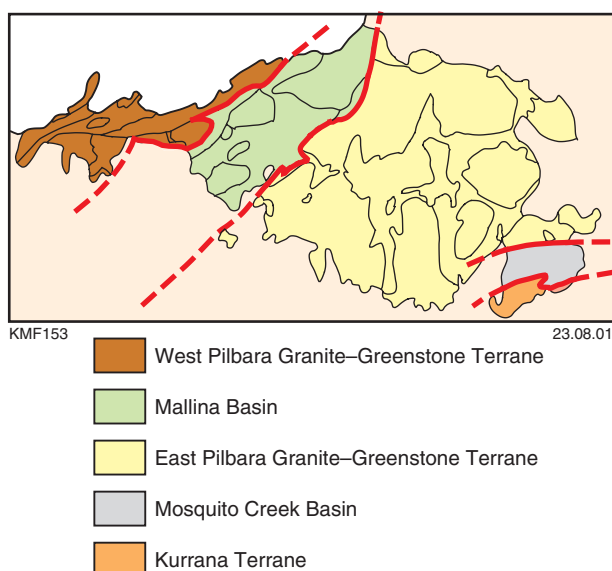 KMF153 23.08.01
West Pilbara Granite–Greenstone Terrane
Mallina Basin
East Pilbara Granite–Greenstone Terrane
Mosquito Creek Basin
Kurrana Terrane